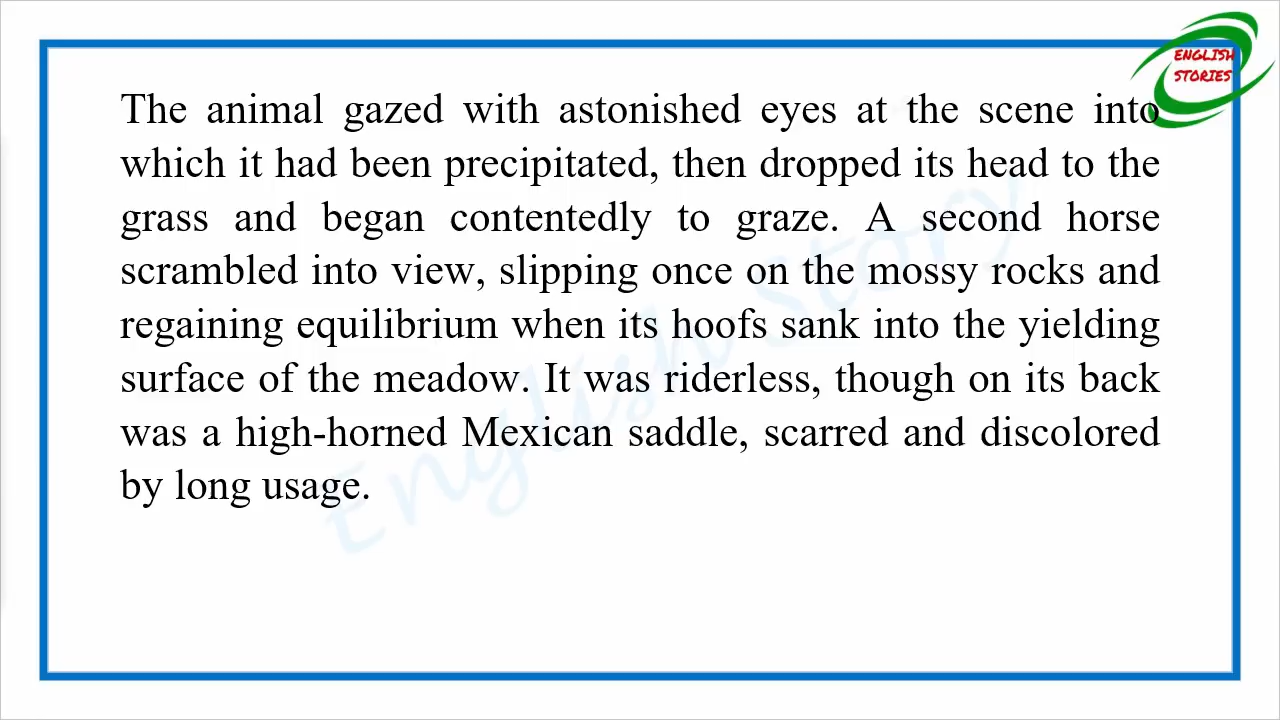 ENGLISH
STORIES
The animal gazed with astonished eyes at the scene into
which it had been precipitated, then dropped its head to the
grass and began contentedly to graze. A second horse
scrambled into view, slipping once on the mossy rocks and
regaining equilibrium when its hoofs sank into the yielding
surface of the meadow. It was riderless, though on its back
was a high-horned Mexican saddle, scarred and discolored
by long usage.
English Story